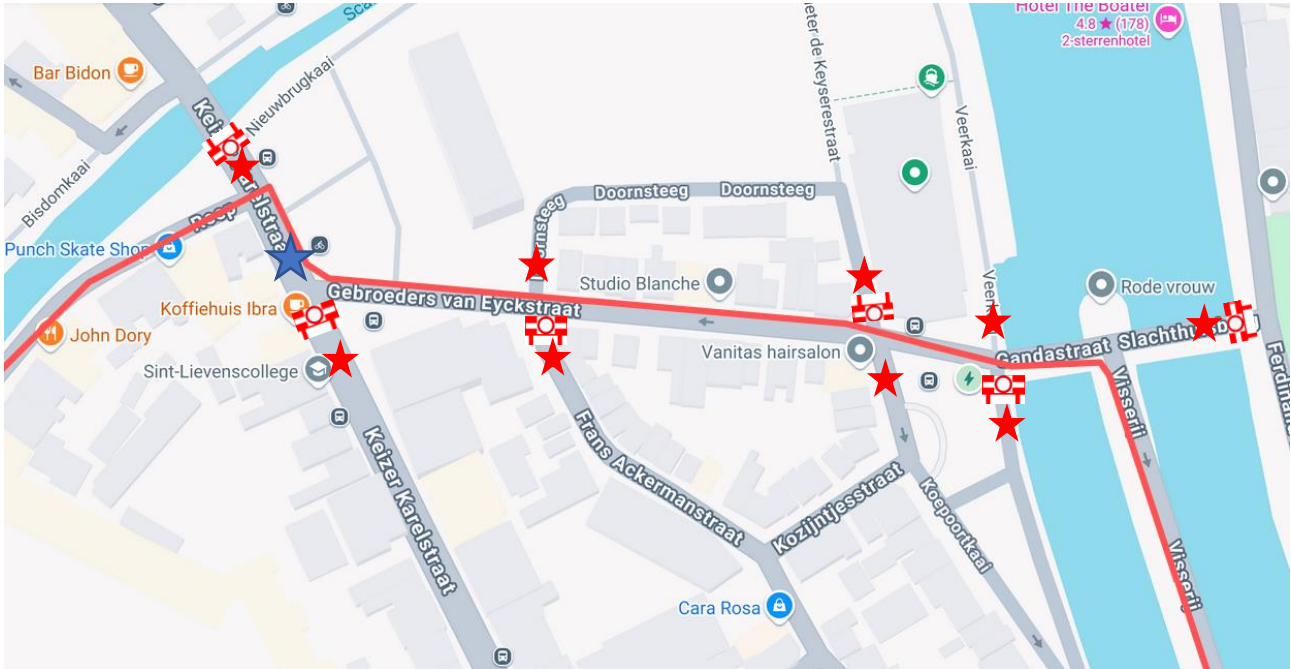 Hotel The Boatel
4.8 ★ (178)
2-sterrenhotel
Bar Bidon
Nieuwbrugkaai
Bisdomkaai
Reep
Punch Skate Shop
John Dory
Koffiehuis Ibra
Sint-Lievenscollege
Keizer Karelstraat
Gebroeders van Eyckstraat
Doornsteeg
Doornsteeg
Studio Blanche
Vanitas hairsalon
Veerkaai
Rode vrouw
Gandastraat
Visserij
Visserij
Frans Ackermanstraat
Kozijntjesstraat
Koepoortkaai
Cara Rosa